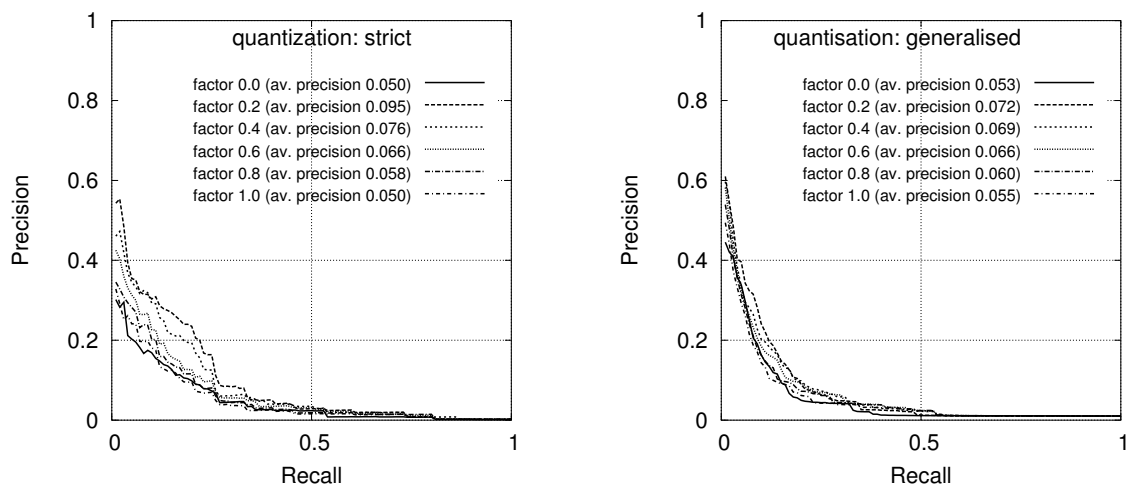 quantization: strict
factor 0.0 (av. precision 0.050)
factor 0.2 (av. precision 0.095)
factor 0.4 (av. precision 0.076)
factor 0.6 (av. precision 0.066)
factor 0.8 (av. precision 0.058)
factor 1.0 (av. precision 0.050)
1
0.8
0.6
0.4
0.2
0
Precision
0
0.5
1
Recall
quantisation: generalised
factor 0.0 (av. precision 0.053)
factor 0.2 (av. precision 0.072)
factor 0.4 (av. precision 0.069)
factor 0.6 (av. precision 0.066)
factor 0.8 (av. precision 0.060)
factor 1.0 (av. precision 0.055)
1
0.8
0.6
0.4
0.2
0
Precision
0
0.5
1
Recall